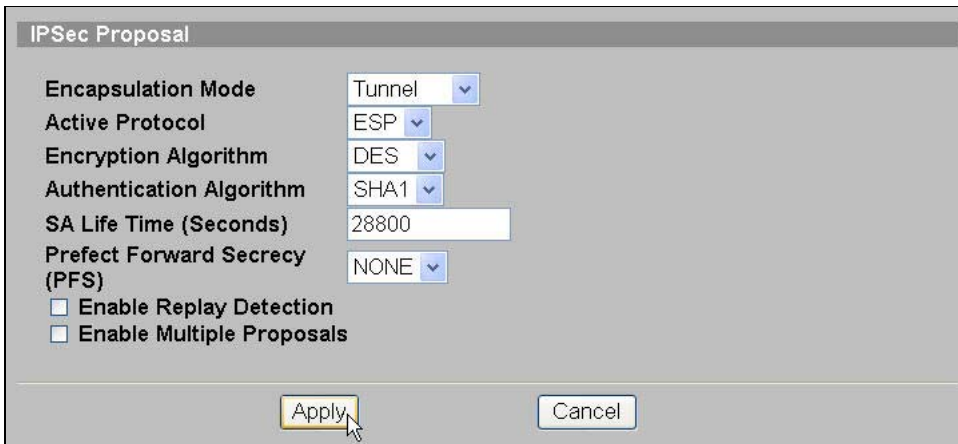 IPSec Proposal
Encapsulation Mode Tunnel
Active Protocol ESP
Encryption Algorithm DES
Authentication Algorithm SHA1
SA Life Time (Seconds) 28800
Prefect Forward Secrecy
(PFS) NONE
Enable Replay Detection
Enable Multiple Proposals
Apply Cancel